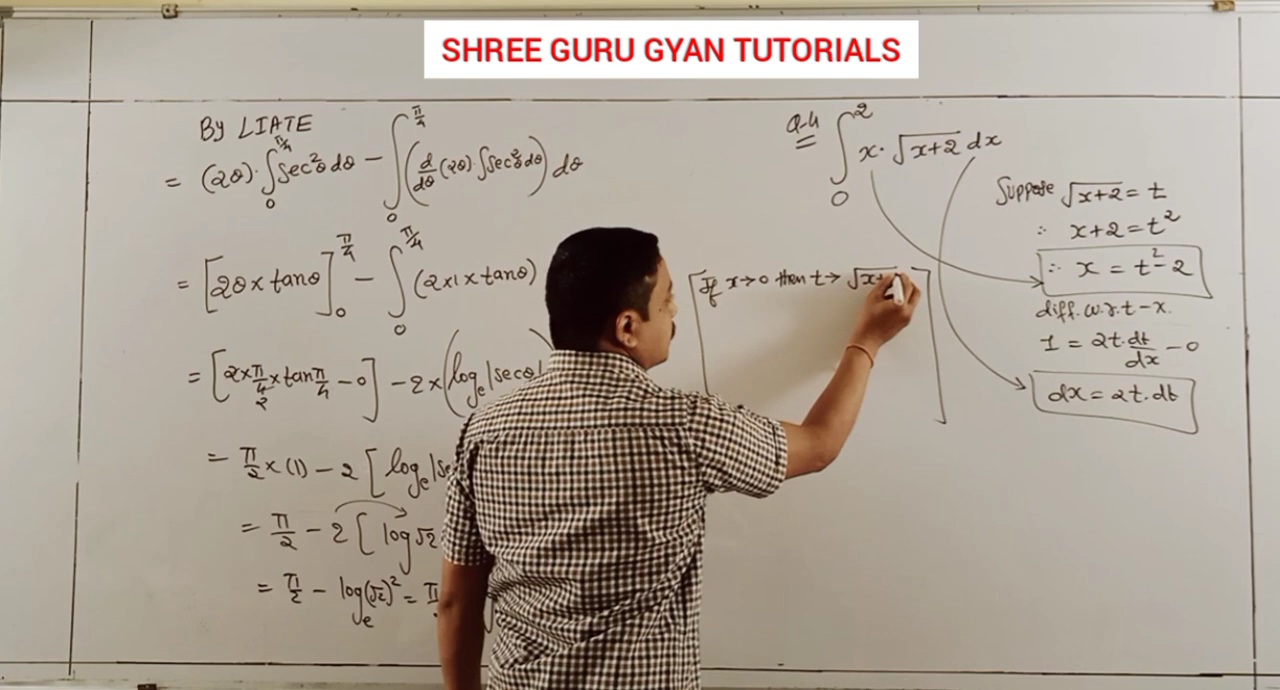 SHREE GURU GYAN TUTORIALS
By LIATE
= (2θ)·∫₀^{π/4} sec²θ dθ − ∫₀^{π/4} (d/dθ (2θ)·∫sec²θ dθ) dθ
= [2θ × tanθ]₀^{π/4} − ∫₀^{π/4} (2×1×tanθ)
= [2×π/4×tan π/4 − 0] − 2×(logₑ|secθ|
2
= π/2 × (1) − 2 [logₑ|se
= π/2 − 2 [log√2
= π/2 − logₑ(√2)² = π
Q-4 ∫₀² x·√(x+2) dx
Suppose √(x+2) = t
∴ x+2 = t²
∴ x = t²−2
diff. w.r.t − x.
1 = 2t·dt/dx − 0
dx = 2t·dt
If x→0 then t→ √x+